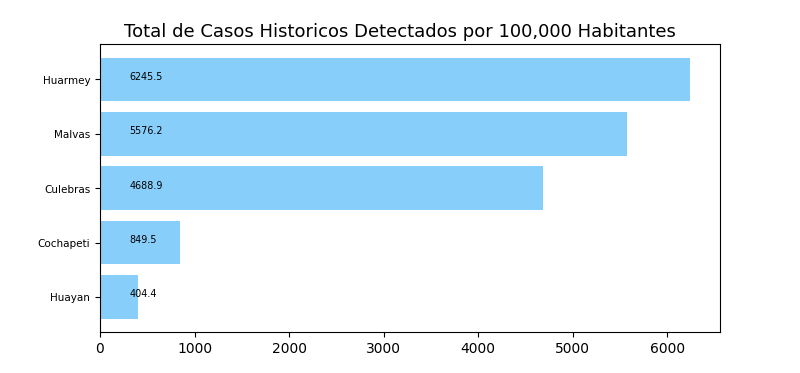 Total de Casos Historicos Detectados por 100,000 Habitantes
Huarmey 6245.5
Malvas 5576.2
Culebras 4688.9
Cochapeti 849.5
Huayan 404.4
0 1000 2000 3000 4000 5000 6000